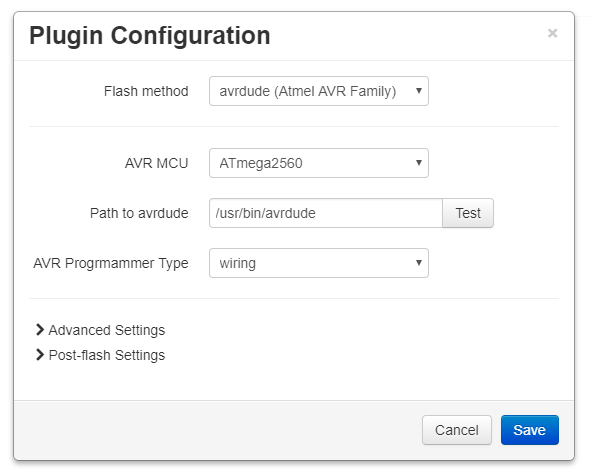 Plugin Configuration ×
Flash method avrdude (Atmel AVR Family)
AVR MCU ATmega2560
Path to avrdude /usr/bin/avrdude Test
AVR Progrmammer Type wiring
Advanced Settings
Post-flash Settings
Cancel Save